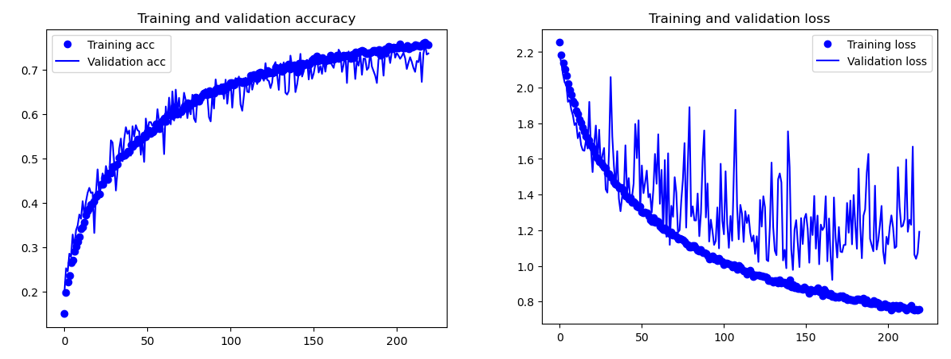 Training and validation accuracy
Training acc
Validation acc
0.7
0.6
0.5
0.4
0.3
0.2
0 50 100 150 200
Training and validation loss
Training loss
Validation loss
2.2
2.0
1.8
1.6
1.4
1.2
1.0
0.8
0 50 100 150 200